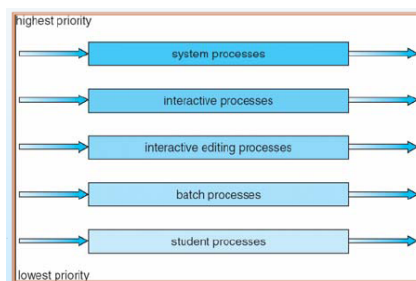 highest priority
system processes
interactive processes
interactive editing processes
batch processes
student processes
lowest priority